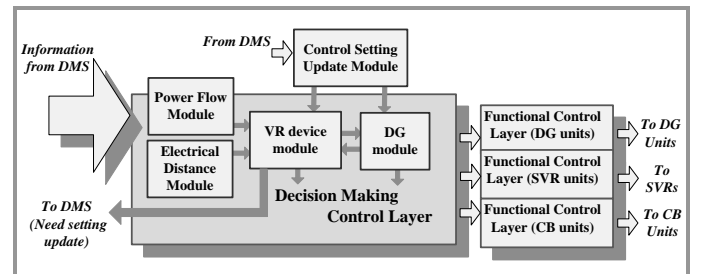 Information
from DMS
From DMS
Control Setting
Update Module
Power Flow
Module
VR device
module
DG
module
Electrical
Distance
Module
Decision Making
Control Layer
To DMS
(Need setting
update)
Functional Control
Layer (DG units)
Functional Control
Layer (SVR units)
Functional Control
Layer (CB units)
To DG
Units
To
SVRs
To CB
Units